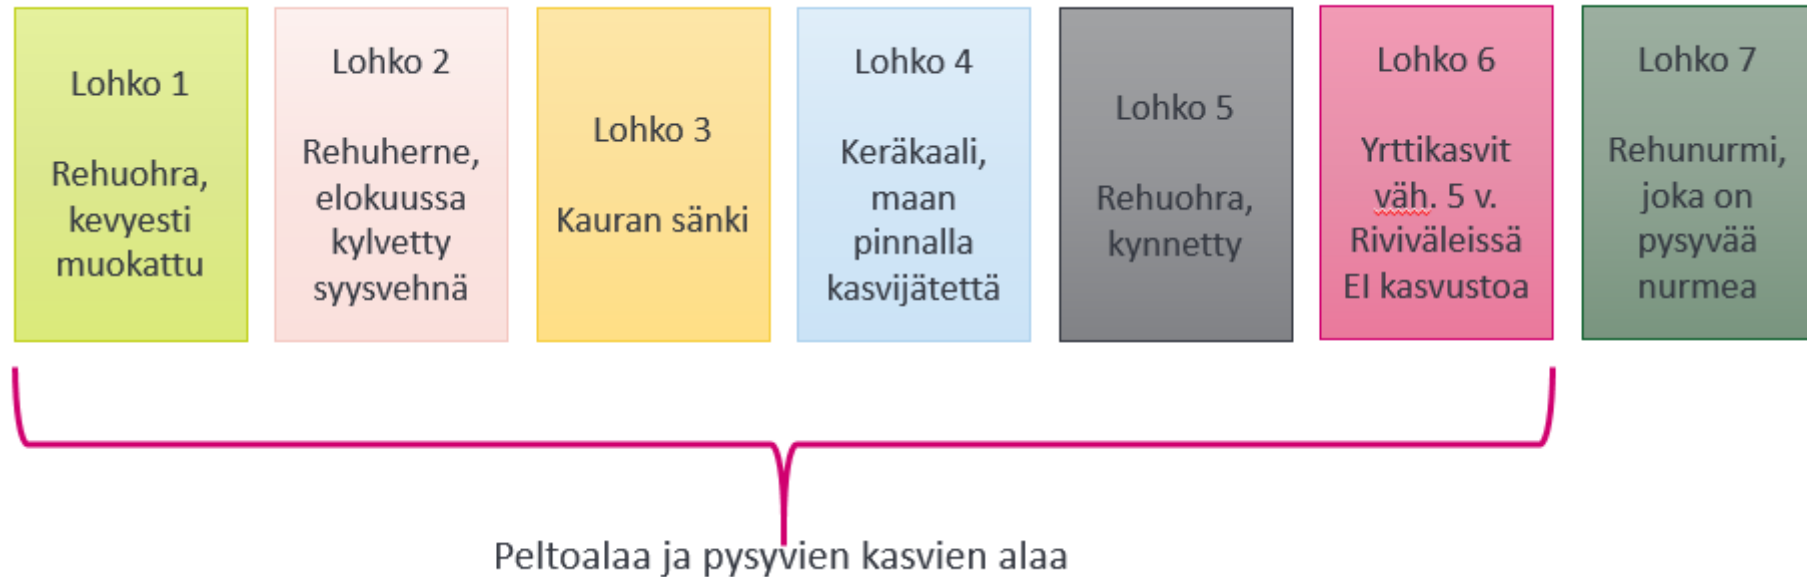 Lohko 1
Rehuohra,
kevyesti
muokattu
Lohko 2
Rehuherne,
elokuussa
kylvetty
syysvehnä
Lohko 3
Kauran sänki
Lohko 4
Keräkaali,
maan
pinnalla
kasvijätettä
Lohko 5
Rehuohra,
kynnetty
Lohko 6
Yrttikasvit
väh. 5 v.
Riviväleissä
EI kasvustoa
Lohko 7
Rehunurmi,
joka on
pysyvää
nurmea
Peltoalaa ja pysyvien kasvien alaa